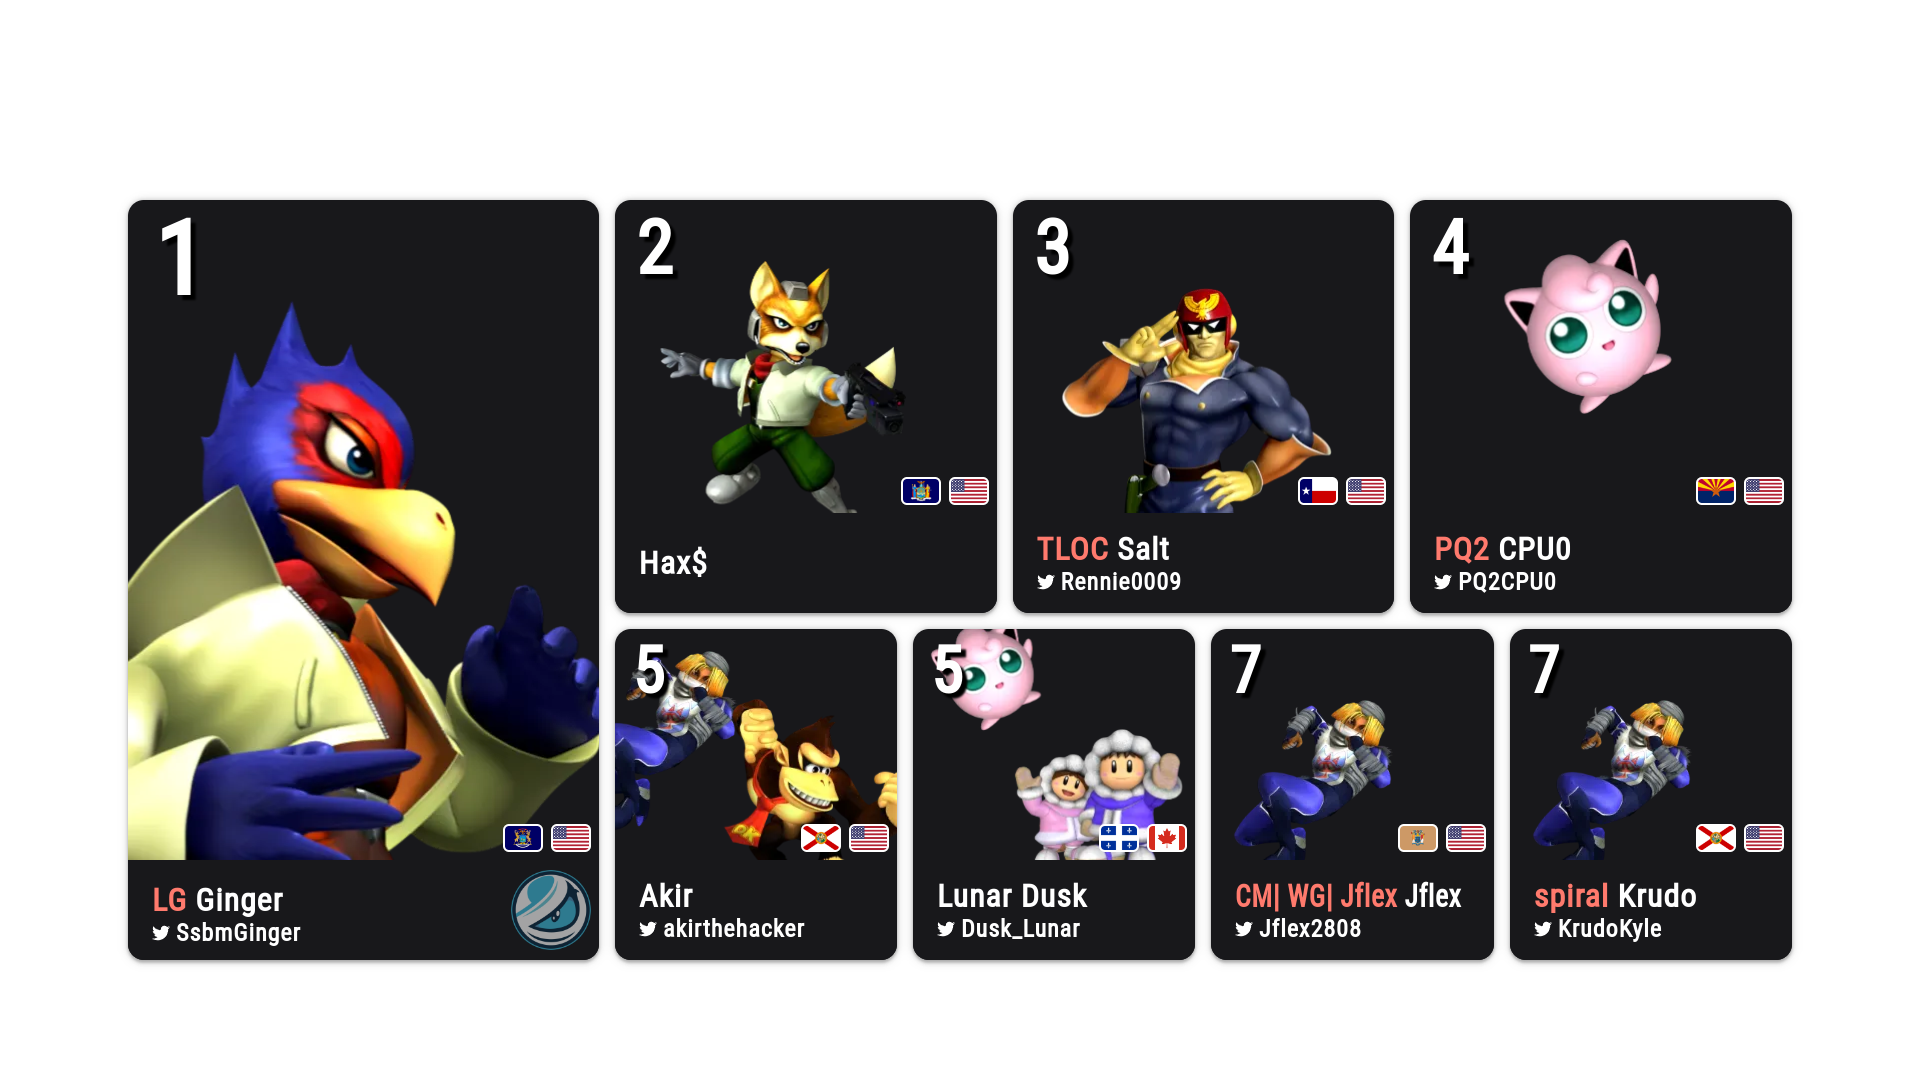 1
LG Ginger
SsbmGinger
2
Hax$
3
TLOC Salt
Rennie0009
4
PQ2 CPU0
PQ2CPU0
5
Akir
akirthehacker
5
Lunar Dusk
Dusk_Lunar
7
CM| WG| Jflex Jflex
Jflex2808
7
spiral Krudo
KrudoKyle